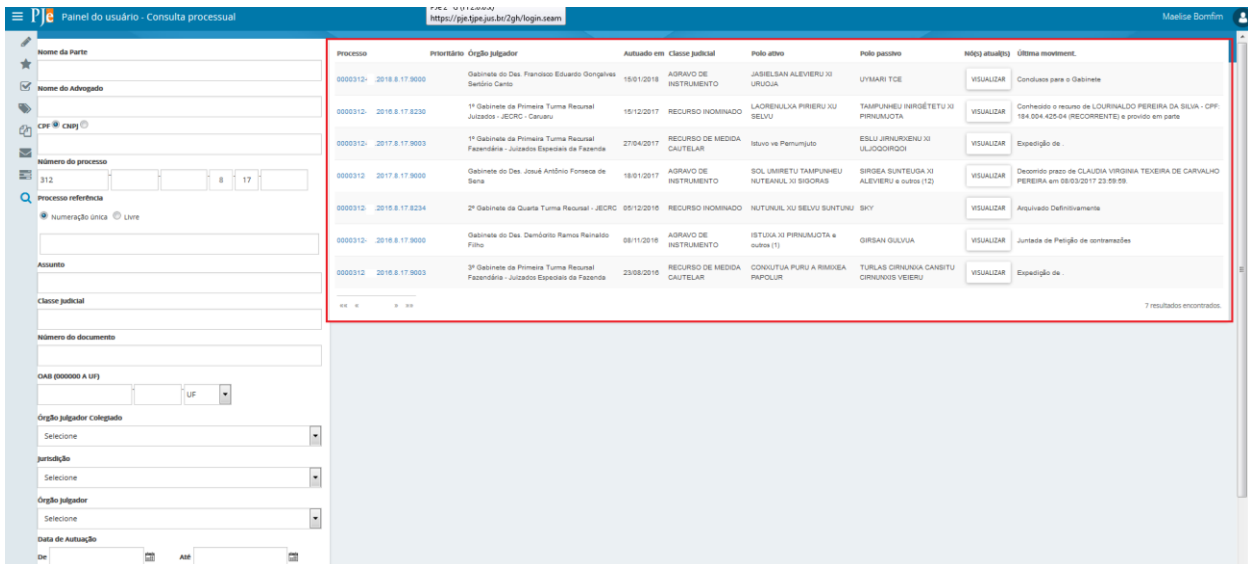 PJe Painel do usuário - Consulta processual
https://pje.tjpe.jus.br/2gh/login.seam
Maelise Bomfim
Nome da Parte
Nome do Advogado
CPF CNPJ
Número do processo
312 - . . 8 . 17 .
Processo referência
Numeração única Livre
Assunto
Classe judicial
Número do documento
OAB (000000 A UF)
UF
Órgão julgador Colegiado
Selecione
Jurisdição
Selecione
Órgão julgador
Selecione
Data de Autuação
De Até
Processo Prioritário Órgão julgador Autuado em Classe judicial Polo ativo Polo passivo Nó(s) atual(is) Última moviment.
0000312- .2018.8.17.9000 Gabinete do Des. Francisco Eduardo Gonçalves 15/01/2018 AGRAVO DE JASIELSAN ALEVIERU XI UYMARI TCE VISUALIZAR Conclusos para o Gabinete
Sertório Canto INSTRUMENTO URUOJA
0000312- .2016.8.17.8230 1º Gabinete da Primeira Turma Recursal 15/12/2017 RECURSO INOMINADO LAORENULXA PIRIERU XU TAMPUNHEU INIRGÉTETU XI VISUALIZAR Conhecido o recurso de LOURINALDO PEREIRA DA SILVA - CPF:
Juizados - JECRC - Caruaru SELVU PIRNUMJOTA 184.004.425-04 (RECORRENTE) e provido em parte
0000312- .2017.8.17.9003 1º Gabinete da Primeira Turma Recursal 27/04/2017 RECURSO DE MEDIDA Istuvo ve Pernumjuto ESLU JIRNURXENU XI VISUALIZAR Expedição de .
Fazendária - Juizados Especiais da Fazenda CAUTELAR ULJOQOIRQOI
0000312 .2017.8.17.9000 Gabinete do Des. Josué Antônio Fonseca de 18/01/2017 AGRAVO DE SOL UMIRETU TAMPUNHEU SIRGEA SUNTEUGA XI VISUALIZAR Decorrido prazo de CLAUDIA VIRGINIA TEXEIRA DE CARVALHO
Sena INSTRUMENTO NUTEANUL XI SIGORAS ALEVIERU e outros (12) PEREIRA em 08/03/2017 23:59:59.
0000312- .2015.8.17.8234 2º Gabinete da Quarta Turma Recursal - JECRC 05/12/2016 RECURSO INOMINADO NUTUNUIL XU SELVU SUNTUNU SKY VISUALIZAR Arquivado Definitivamente
0000312- .2016.8.17.9000 Gabinete do Des. Demócrito Ramos Reinaldo 08/11/2016 AGRAVO DE ISTUXA XI PIRNUMJOTA e GIRSAN GULVUA VISUALIZAR Juntada de Petição de contrarrazões
Filho INSTRUMENTO outros (1)
0000312 .2016.8.17.9003 3º Gabinete da Primeira Turma Recursal 23/08/2016 RECURSO DE MEDIDA CONXUTUA PURU A RIMIXEA TURLAS CIRNUNXA CANSITU VISUALIZAR Expedição de .
Fazendária - Juizados Especiais da Fazenda CAUTELAR PAPOLUR CIRNUNXIS VEIERU
«« « » »» 7 resultados encontrados.